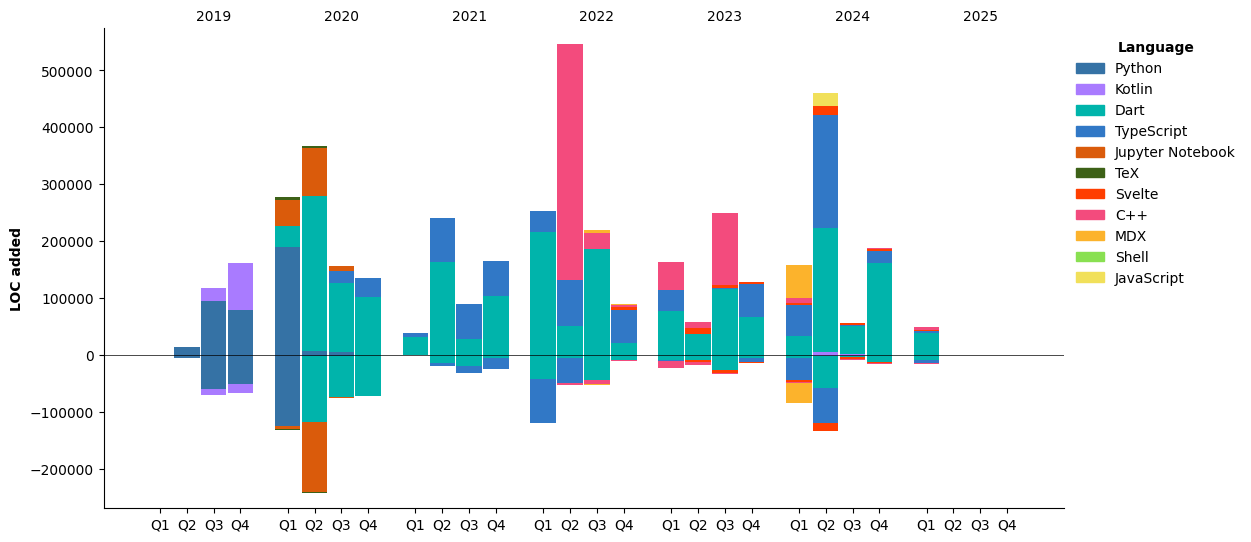 2019 2020 2021 2022 2023 2024 2025
LOC added
500000
400000
300000
200000
100000
0
−100000
−200000
Q1 Q2 Q3 Q4 Q1 Q2 Q3 Q4 Q1 Q2 Q3 Q4 Q1 Q2 Q3 Q4 Q1 Q2 Q3 Q4 Q1 Q2 Q3 Q4 Q1 Q2 Q3 Q4
Language
Python
Kotlin
Dart
TypeScript
Jupyter Notebook
TeX
Svelte
C++
MDX
Shell
JavaScript